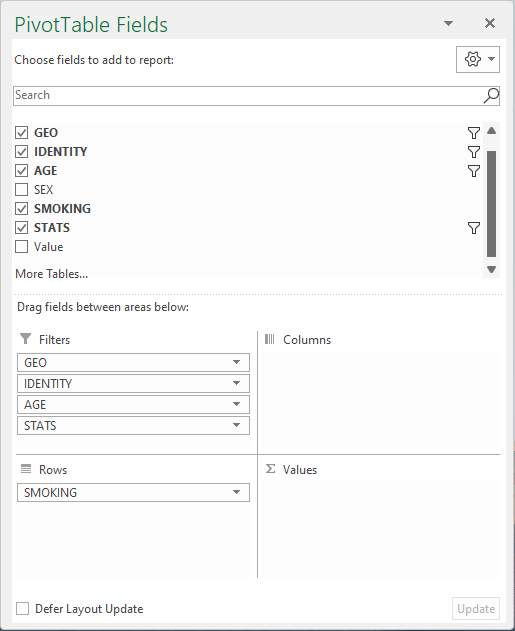 PivotTable Fields
Choose fields to add to report:
Search
GEO
IDENTITY
AGE
SEX
SMOKING
STATS
Value
More Tables...
Drag fields between areas below:
Filters
GEO
IDENTITY
AGE
STATS
Columns
Rows
SMOKING
Σ Values
Defer Layout Update
Update